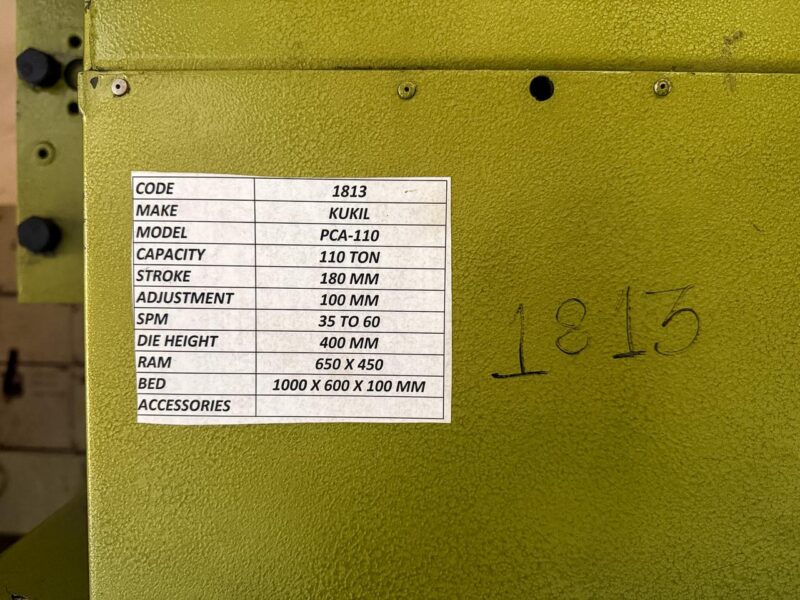 CODE 1813
MAKE KUKIL
MODEL PCA-110
CAPACITY 110 TON
STROKE 180 MM
ADJUSTMENT 100 MM
SPM 35 TO 60
DIE HEIGHT 400 MM
RAM 650 X 450
BED 1000 X 600 X 100 MM
ACCESSORIES
1813